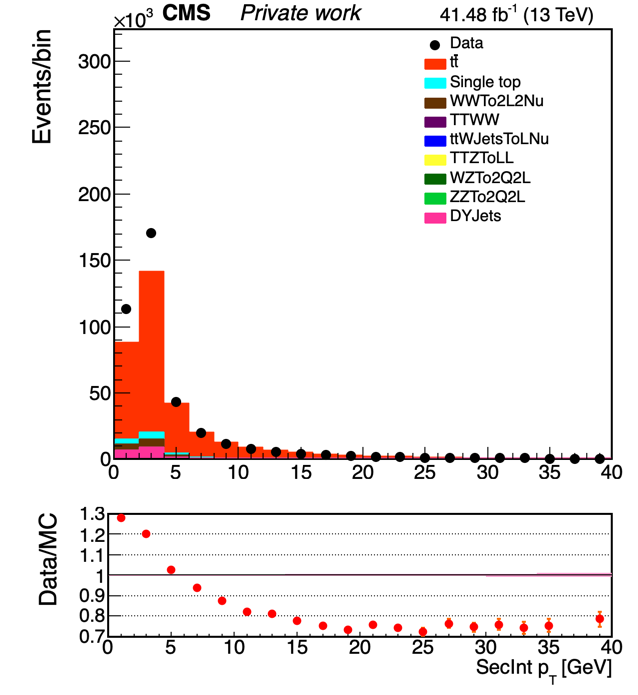 ×10³ CMS Private work 41.48 fb⁻¹ (13 TeV)
Events/bin
300
250
200
150
100
50
0
Data
tt̄
Single top
WWTo2L2Nu
TTWW
ttWJetsToLNu
TTZToLL
WZTo2Q2L
ZZTo2Q2L
DYJets
0 5 10 15 20 25 30 35 40
Data/MC
1.3
1.2
1.1
1
0.9
0.8
0.7
0 5 10 15 20 25 30 35 40
SecInt p_T [GeV]